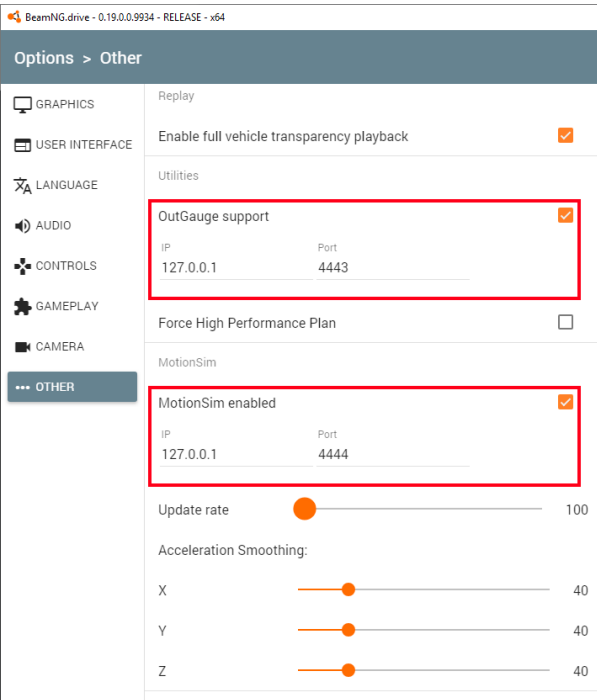 BeamNG.drive - 0.19.0.0.9934 - RELEASE - x64
Options > Other
GRAPHICS
USER INTERFACE
LANGUAGE
AUDIO
CONTROLS
GAMEPLAY
CAMERA
OTHER
Replay
Enable full vehicle transparency playback
Utilities
OutGauge support
IP Port
127.0.0.1 4443
Force High Performance Plan
MotionSim
MotionSim enabled
IP Port
127.0.0.1 4444
Update rate 100
Acceleration Smoothing:
X 40
Y 40
Z 40